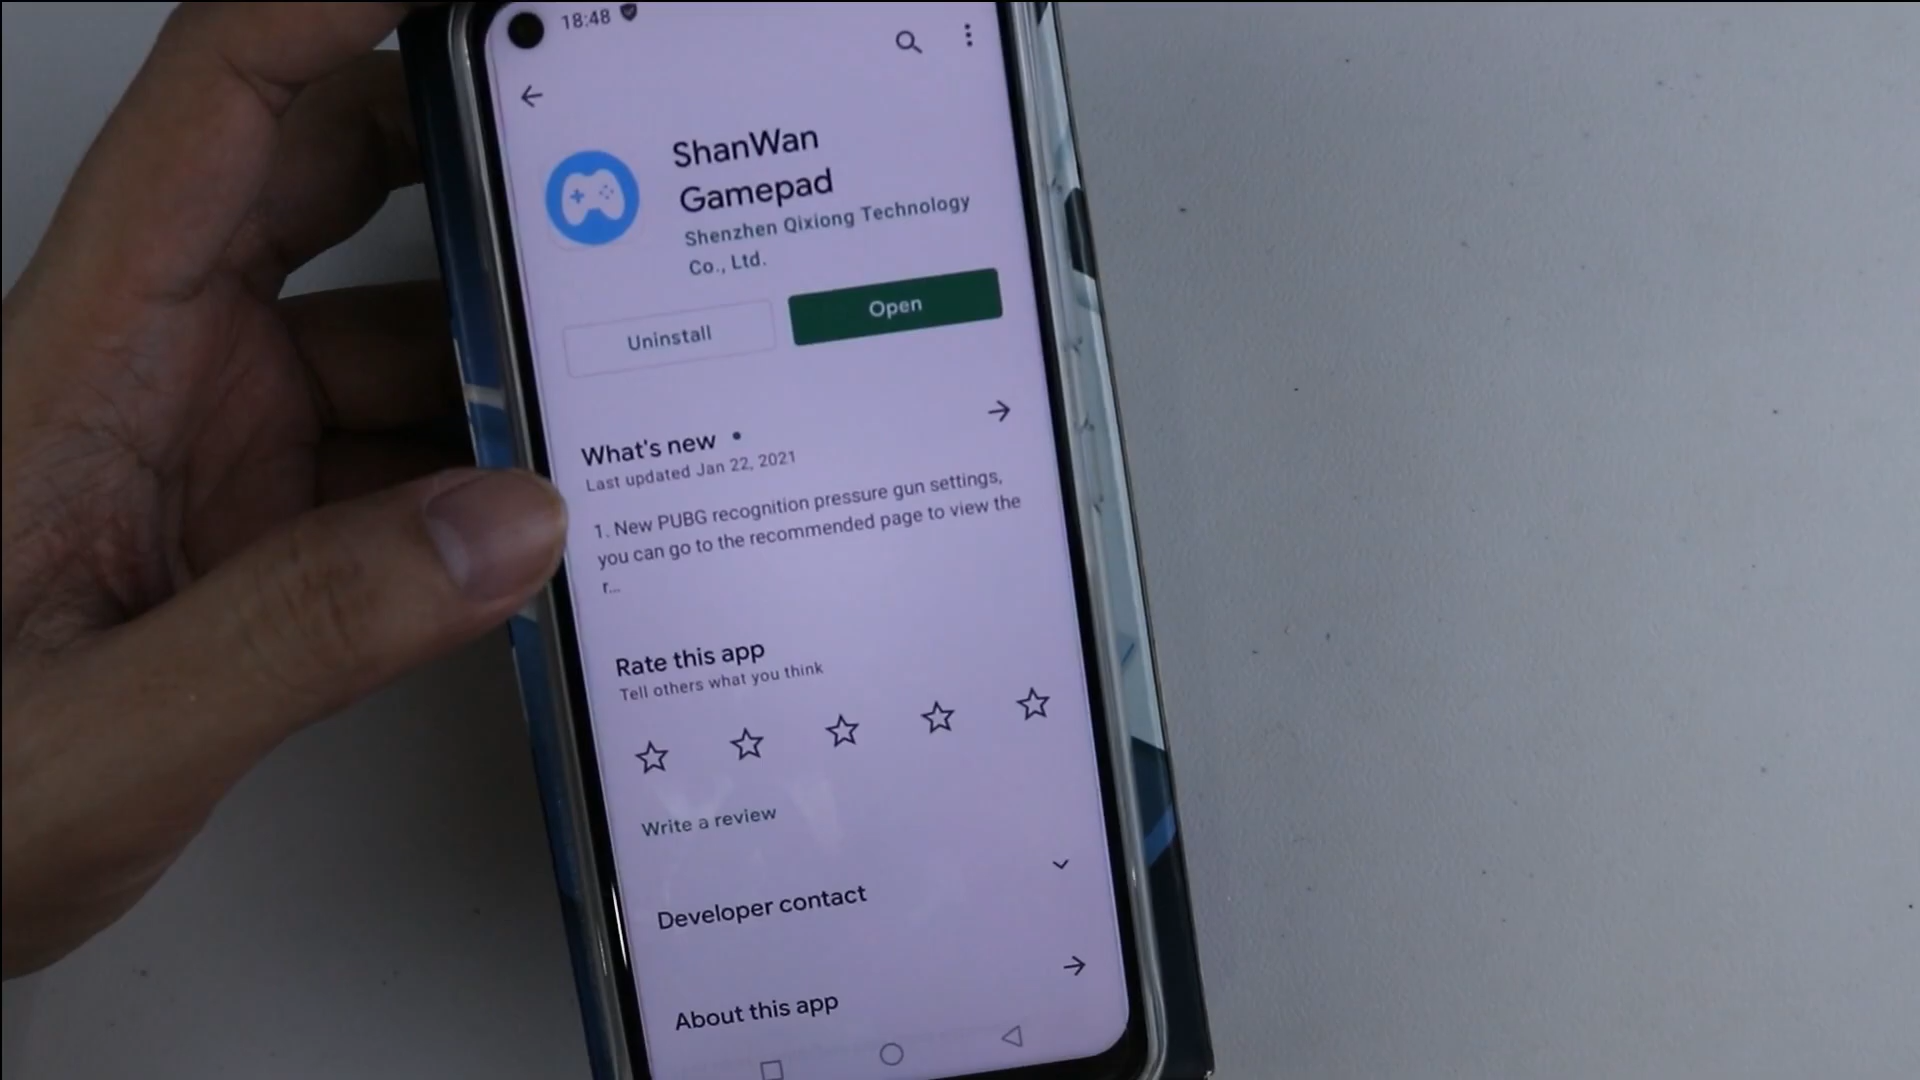 18:48
ShanWan
Gamepad
Shenzhen Qixiong Technology
Co., Ltd.
Uninstall
Open
What's new •
Last updated Jan 22, 2021
1. New PUBG recognition pressure gun settings,
you can go to the recommended page to view the
r...
Rate this app
Tell others what you think
Write a review
Developer contact
About this app